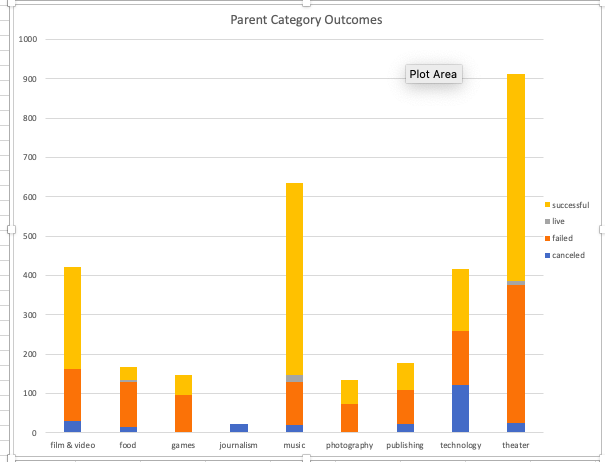 Parent Category Outcomes
1000
900
Plot Area
800
700
600
500
400
300
200
100
0
successful
live
failed
canceled
film & video food games journalism music photography publishing technology theater